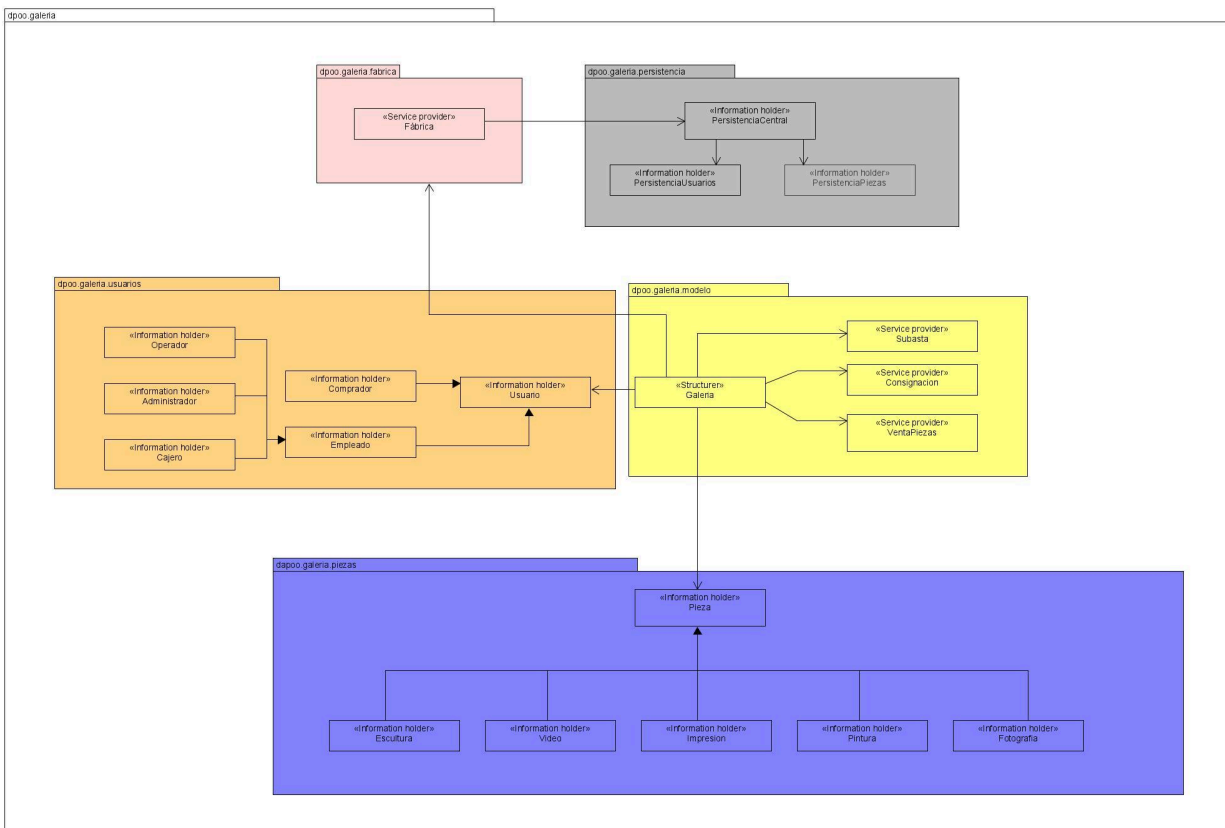 dpoo.galeria
dpoo.galeria.fabrica
«Service provider»
Fábrica
dpoo.galeria.persistencia
«Information holder»
PersistenciaCentral
«Information holder»
PersistenciaUsuarios
«Information holder»
PersistenciaPiezas
dpoo.galeria.usuarios
«Information holder»
Operador
«Information holder»
Administrador
«Information holder»
Cajero
«Information holder»
Comprador
«Information holder»
Empleado
«Information holder»
Usuario
dpoo.galeria.modelo
«Structurer»
Galeria
«Service provider»
Subasta
«Service provider»
Consignacion
«Service provider»
VentaPiezas
dapoo.galeria.piezas
«Information holder»
Pieza
«Information holder»
Escultura
«Information holder»
Video
«Information holder»
Impresion
«Information holder»
Pintura
«Information holder»
Fotografia